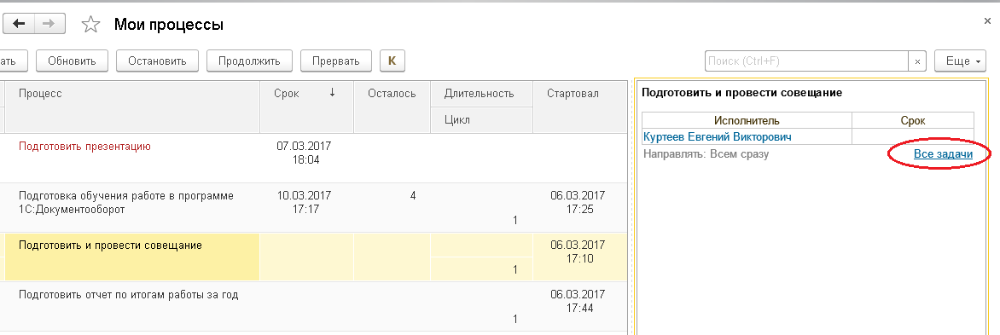 Мои процессы
ать
Обновить
Остановить
Продолжить
Прервать
К
Поиск (Ctrl+F)
×
Еще
Процесс
Срок ↓
Осталось
Длительность
Цикл
Стартовал
Подготовить презентацию
07.03.2017
18:04
Подготовка обучения работе в программе
1С:Документооборот
10.03.2017
17:17
4
1
06.03.2017
17:25
Подготовить и провести совещание
1
06.03.2017
17:10
Подготовить отчет по итогам работы за год
1
06.03.2017
17:44
Подготовить и провести совещание
Исполнитель
Срок
Куртеев Евгений Викторович
Направлять: Всем сразу
Все задачи